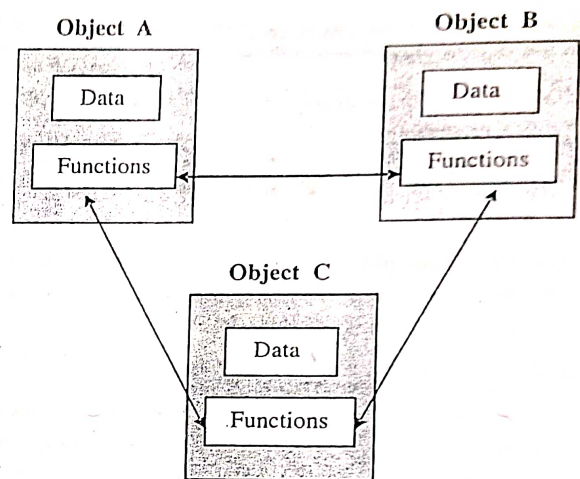 Object A
Object B
Data
Data
Functions
Functions
Object C
Data
Functions